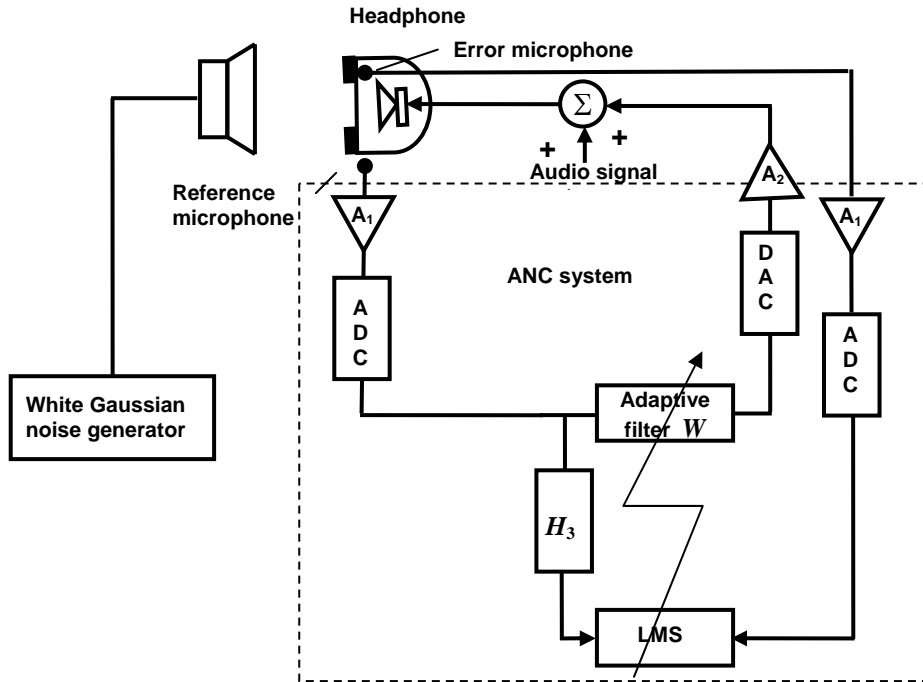 Headphone
Error microphone
Σ
+
+
Audio signal
Reference
microphone
A₁
A₂
A₁
ANC system
A
D
C
D
A
C
A
D
C
White Gaussian
noise generator
Adaptive
filter W
H₃
LMS